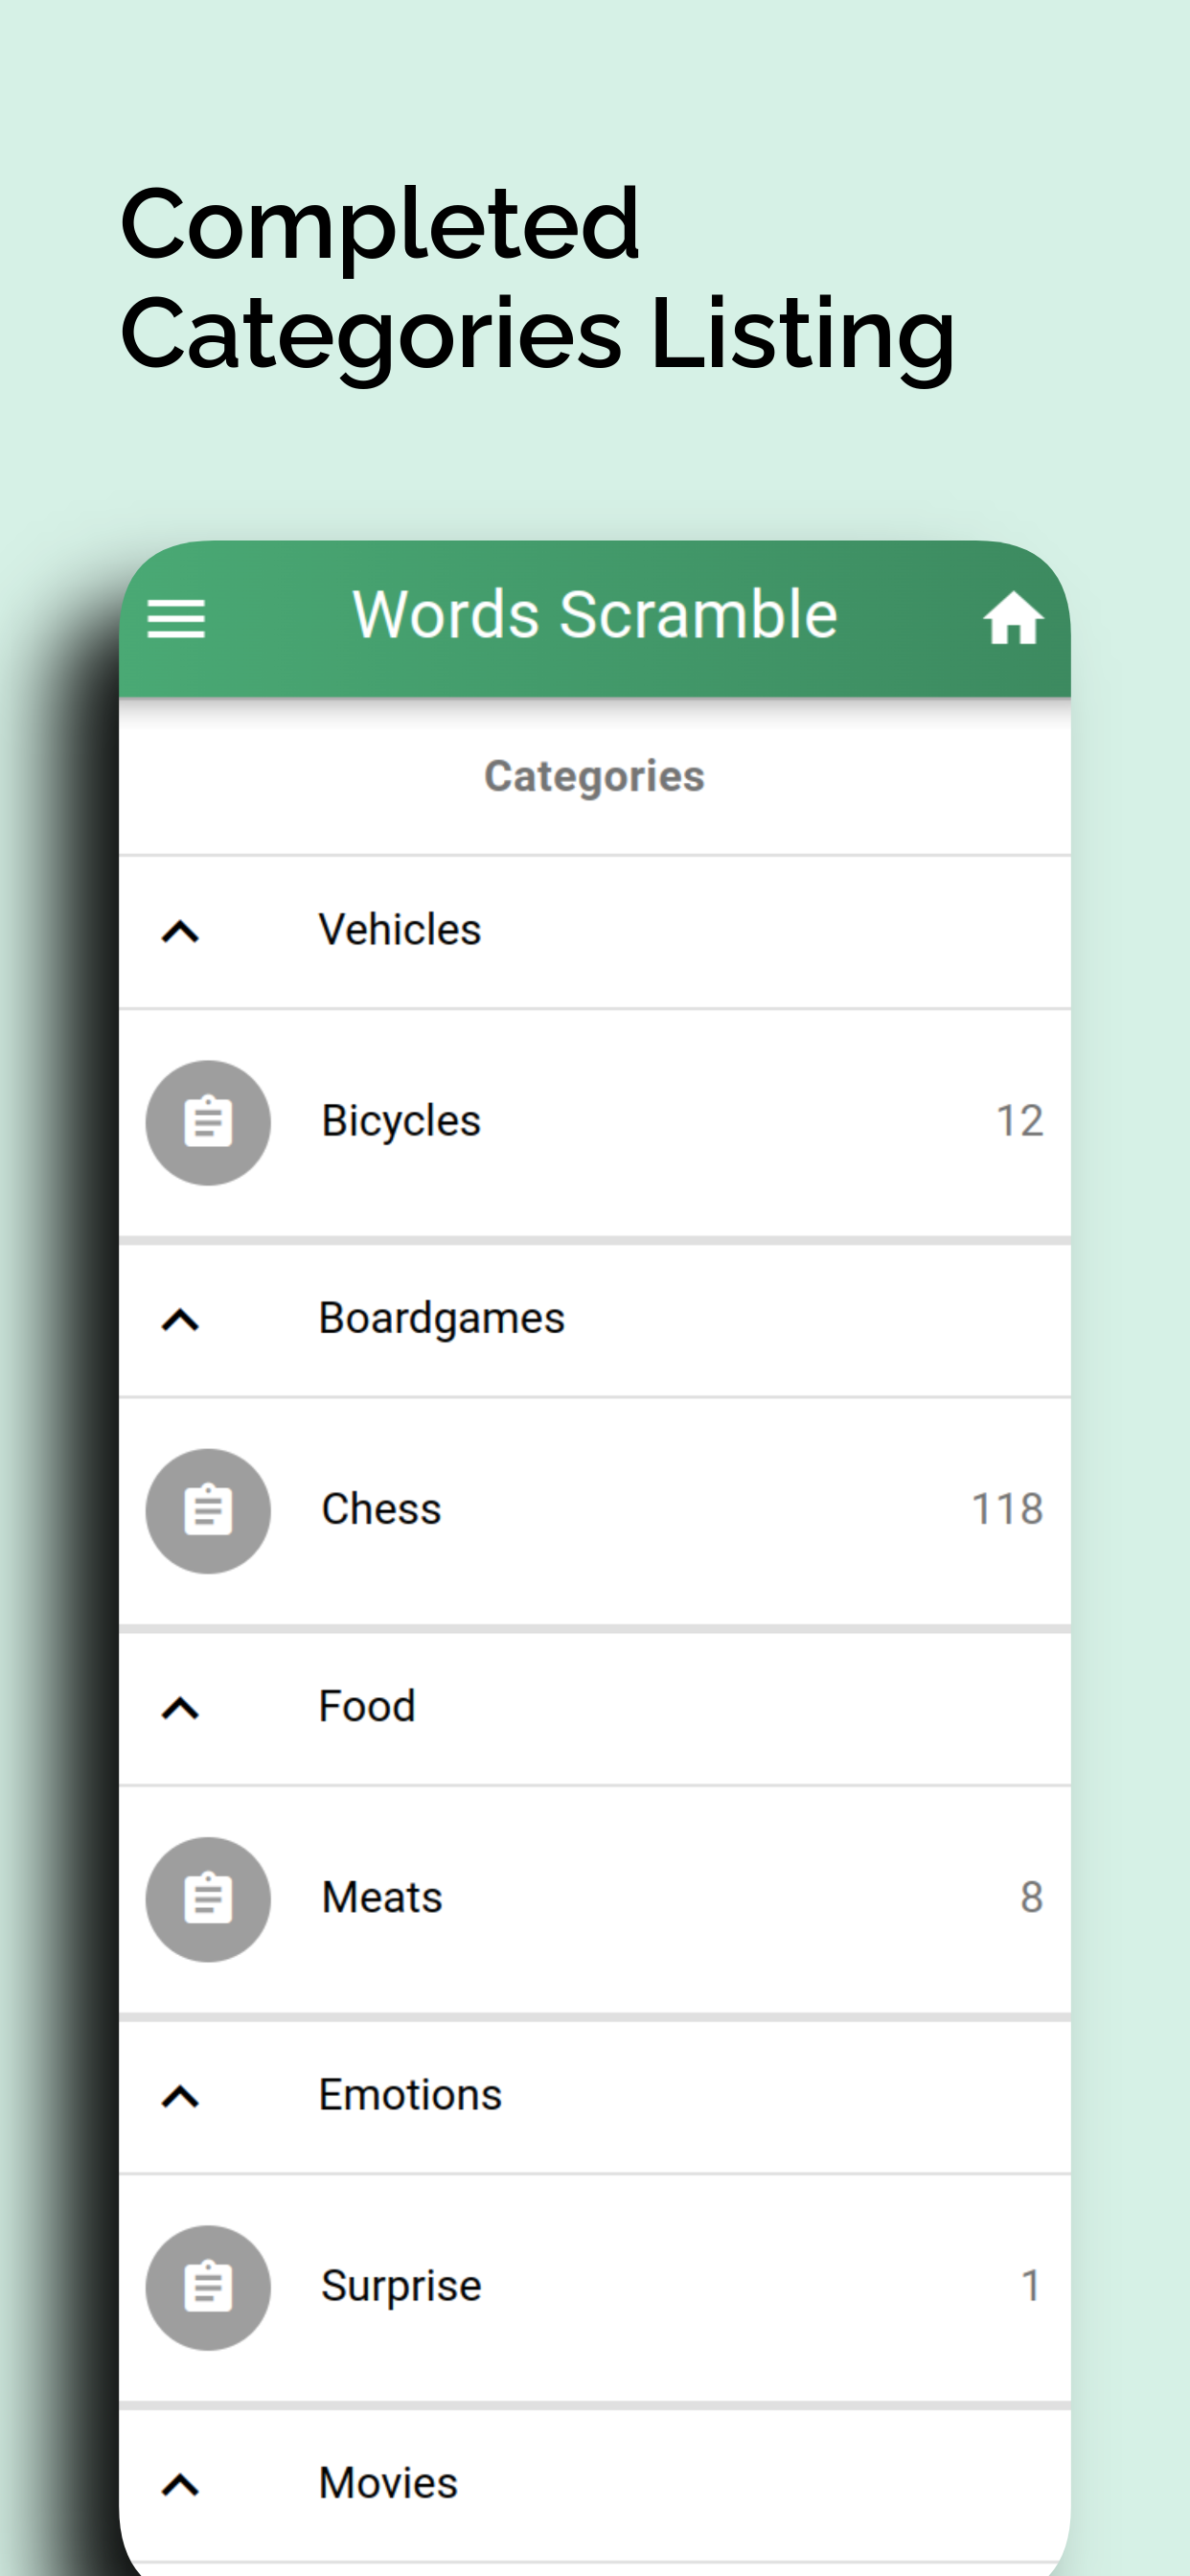 Completed
Categories Listing
Words Scramble
Categories
Vehicles
Bicycles 12
Boardgames
Chess 118
Food
Meats 8
Emotions
Surprise 1
Movies